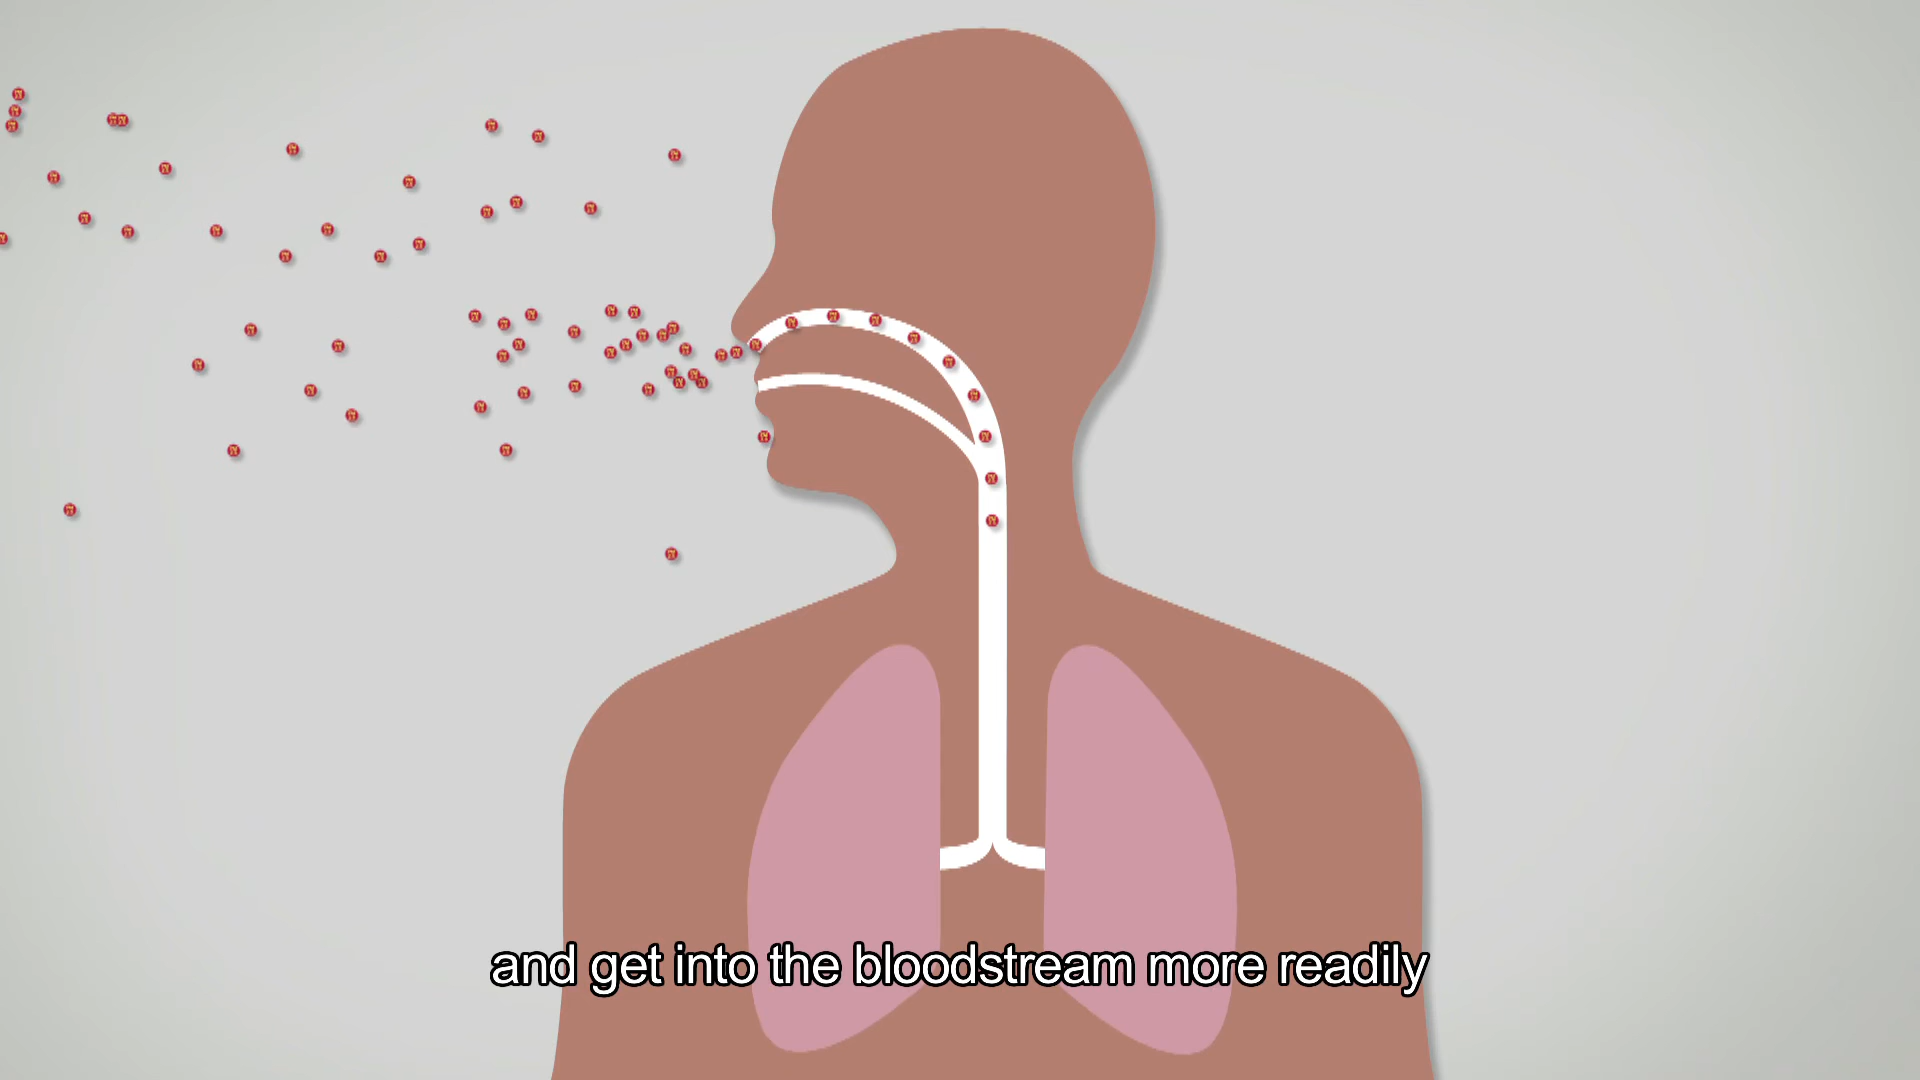 and get into the bloodstream more readily